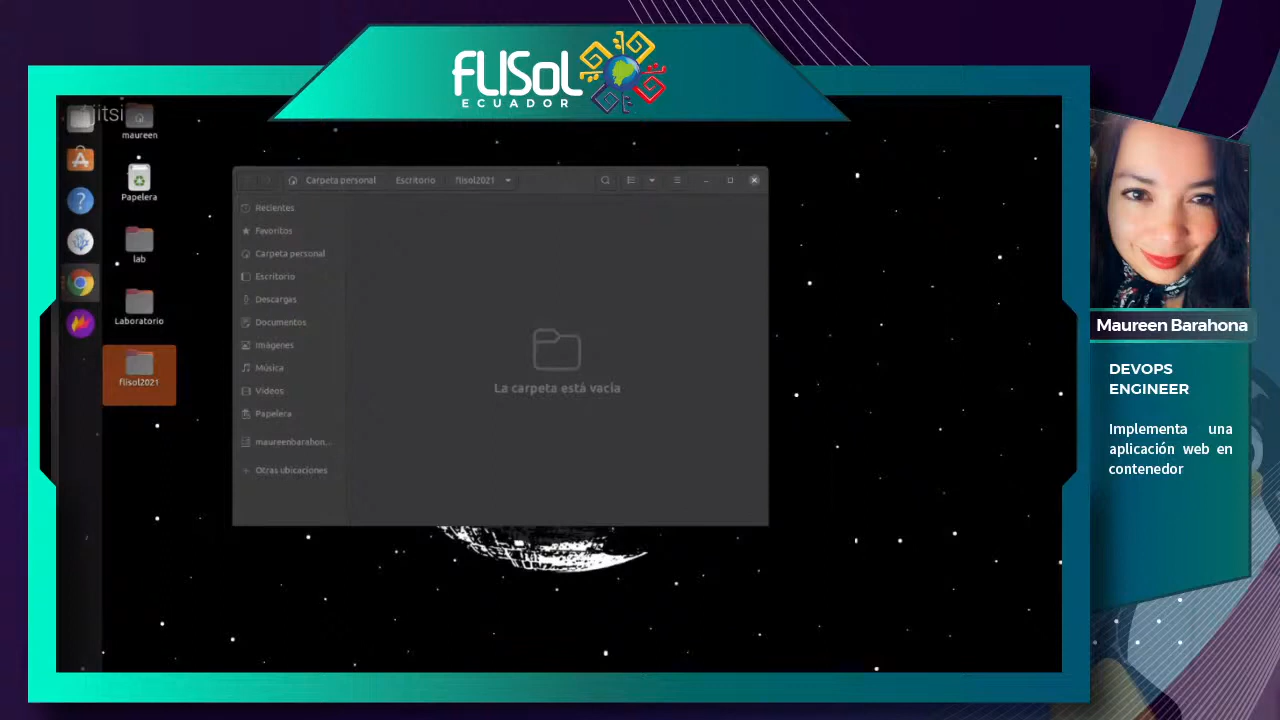 FLISoL
ECUADOR
jitsi
maureen
Papelera
lab
Laboratorio
flisol2021
Carpeta personal
Escritorio
flisol2021
Recientes
Favoritos
Carpeta personal
Escritorio
Descargas
Documentos
Imágenes
Música
Vídeos
Papelera
maureenbarahon...
Otras ubicaciones
La carpeta está vacía
Maureen Barahona
DEVOPS
ENGINEER
Implementa una
aplicación web en
contenedor